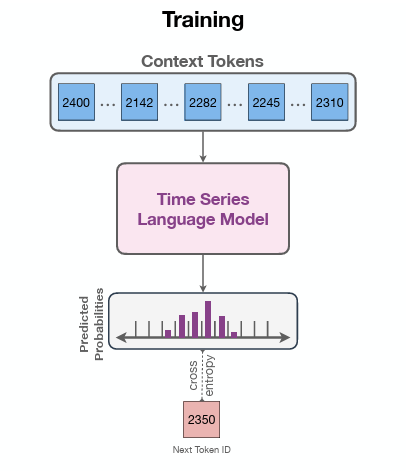 Training
Context Tokens
2400 ... 2142 ... 2282 ... 2245 ... 2310
Time Series
Language Model
Predicted
Probabilities
cross
entropy
2350
Next Token ID